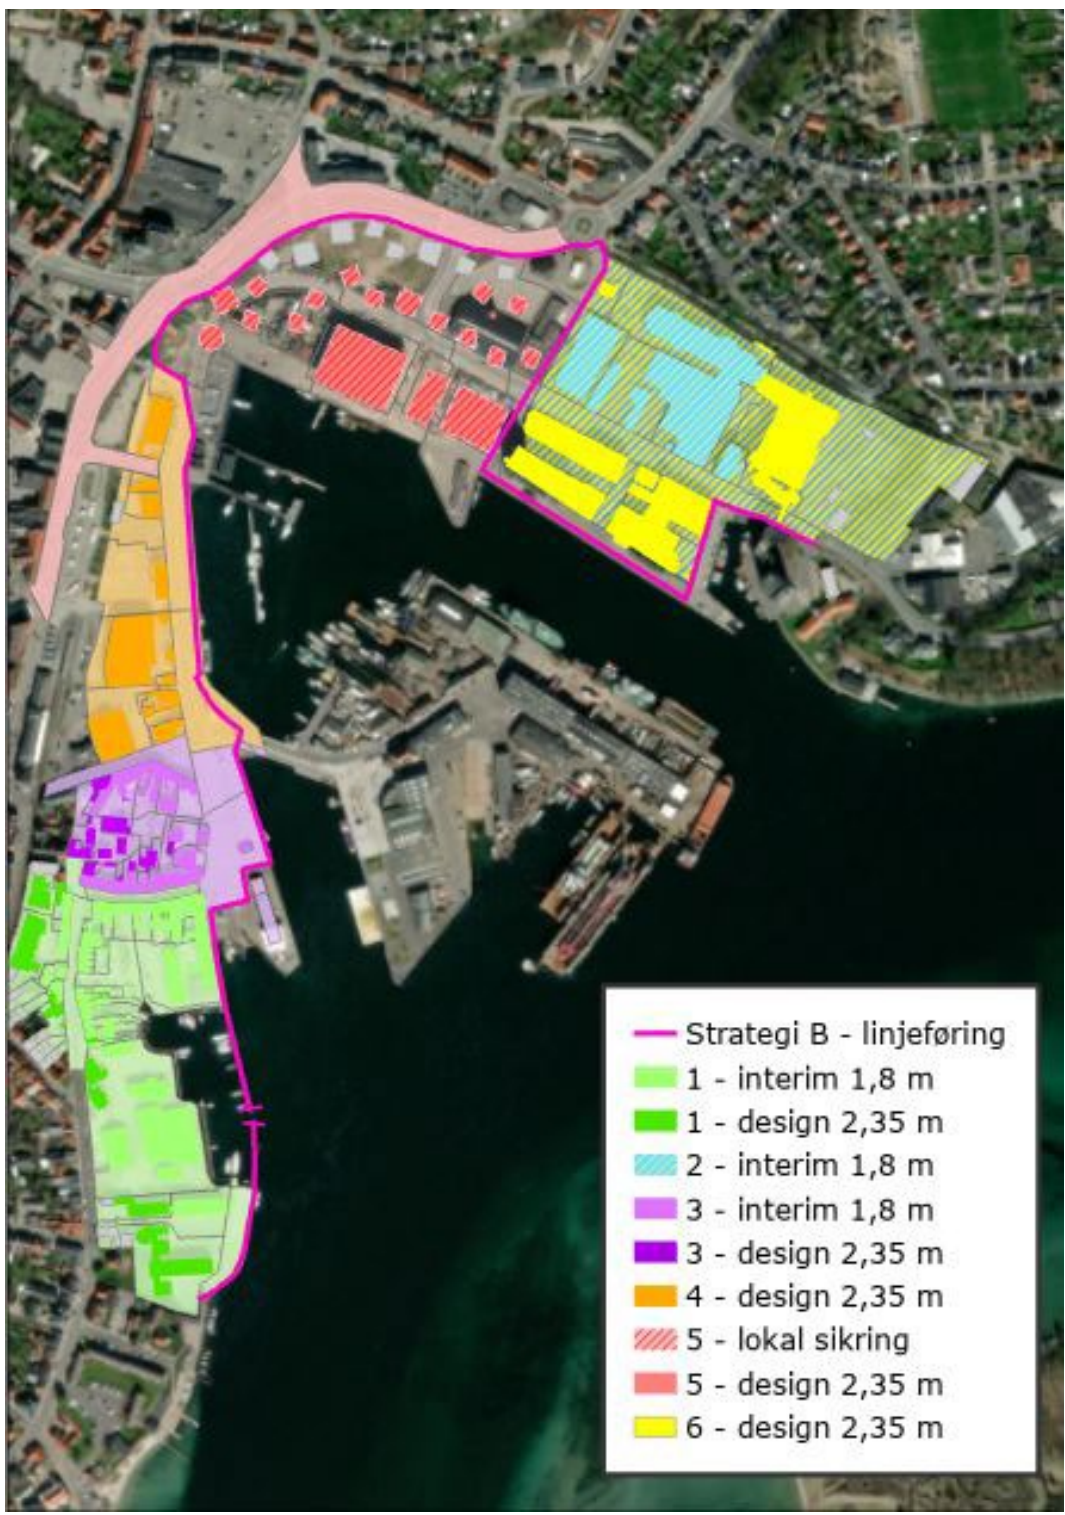 Strategi B - linjeføring
1 - interim 1,8 m
1 - design 2,35 m
2 - interim 1,8 m
3 - interim 1,8 m
3 - design 2,35 m
4 - design 2,35 m
5 - lokal sikring
5 - design 2,35 m
6 - design 2,35 m